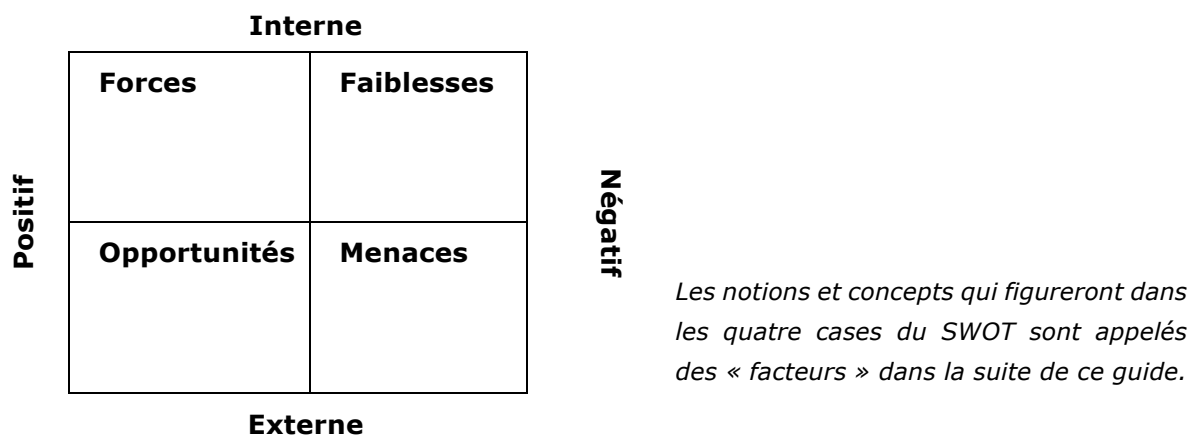 Interne
Forces
Faiblesses
Positif
Négatif
Opportunités
Menaces
Les notions et concepts qui figureront dans
les quatre cases du SWOT sont appelés
des « facteurs » dans la suite de ce guide.
Externe